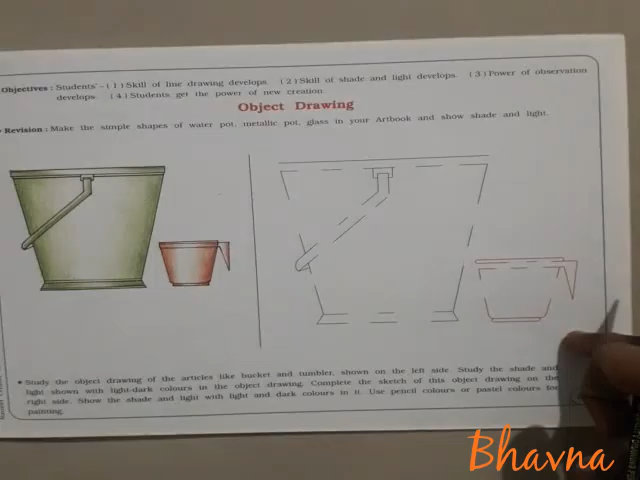 Objectives : Students' - (1) Skill of line drawing develops. (2) Skill of shade and light develops. (3) Power of observation
develops. (4) Students get the power of new creation.
Object Drawing
Revision : Make the simple shapes of water pot, metallic pot, glass in your Artbook and show shade and light.
• Study the object drawing of the articles like bucket and tumbler, shown on the left side. Study the shade and
light shown with light-dark colours in the object drawing. Complete the sketch of this object drawing on the
right side. Show the shade and light with light and dark colours in it. Use pencil colours or pastel colours for
painting.
Bhavna